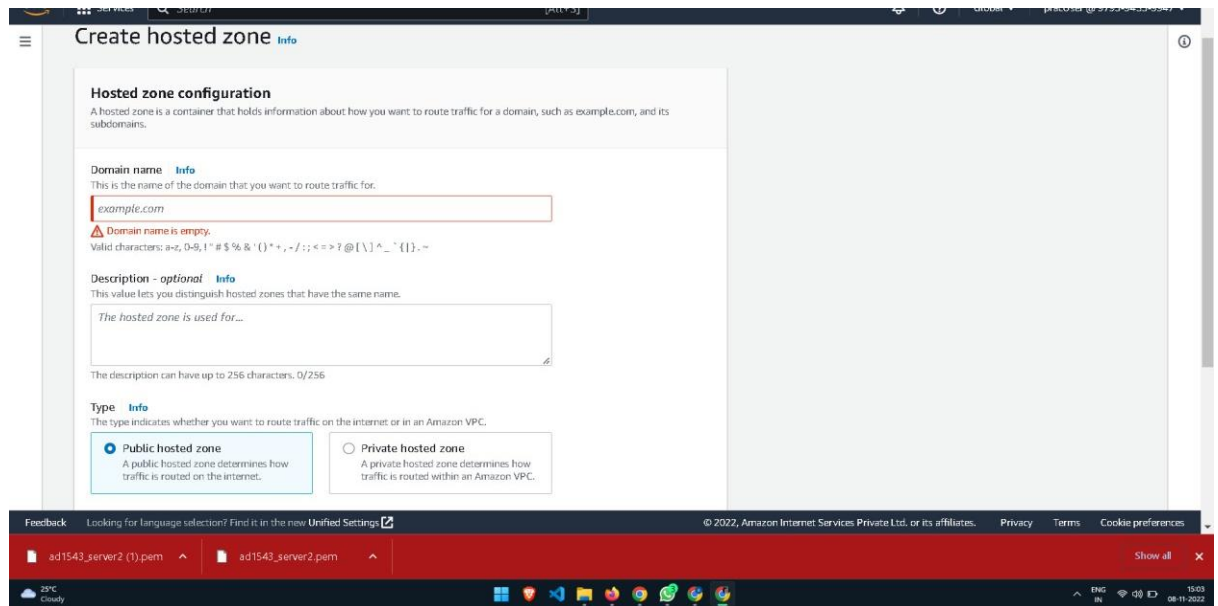 Services
Search
[Alt+S]
Global
Create hosted zone Info
Hosted zone configuration
A hosted zone is a container that holds information about how you want to route traffic for a domain, such as example.com, and its
subdomains.
Domain name Info
This is the name of the domain that you want to route traffic for.
example.com
Domain name is empty.
Valid characters: a-z, 0-9, ! " # $ % & ' ( ) * + , - / : ; < = > ? @ [ \ ] ^ _ ` { | } . ~
Description - optional Info
This value lets you distinguish hosted zones that have the same name.
The hosted zone is used for...
The description can have up to 256 characters. 0/256
Type Info
The type indicates whether you want to route traffic on the internet or in an Amazon VPC.
Public hosted zone
A public hosted zone determines how
traffic is routed on the internet.
Private hosted zone
A private hosted zone determines how
traffic is routed within an Amazon VPC.
Feedback Looking for language selection? Find it in the new Unified Settings © 2022, Amazon Internet Services Private Ltd. or its affiliates. Privacy Terms Cookie preferences
ad1543_server2 (1).pem ad1543_server2.pem Show all
25°C
Cloudy
ENG
IN
15:03
08-11-2022